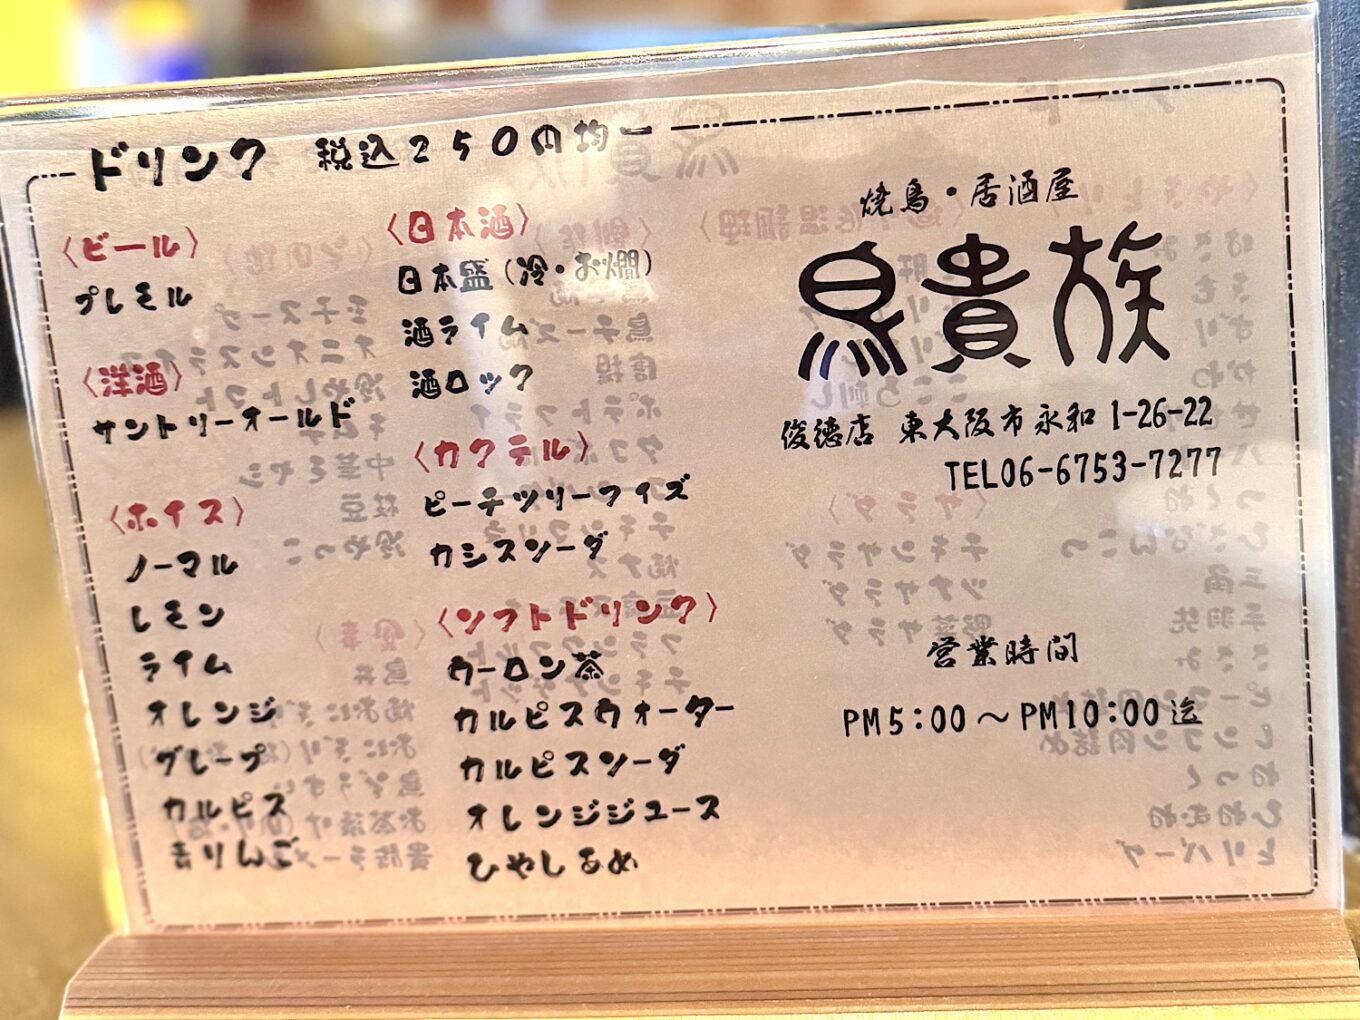 ドリンク 税込250円均一
〈ビール〉
プレモル
〈洋酒〉
サントリーオールド
〈ホイス〉
ノーマル
レモン
ライム
オレンジ
グレープ
カルピス
青りんご
〈日本酒〉
日本盛(冷・お燗)
酒ライム
酒ロック
〈カクテル〉
ピーチツリーフィズ
カシスソーダ
〈ソフトドリンク〉
ウーロン茶
カルピスウォーター
カルピスソーダ
オレンジジュース
ひやしあめ
焼鳥・居酒屋
鳥貴族
俊徳店 東大阪市永和1-26-22
TEL06-6753-7277
営業時間
PM5:00〜PM10:00迄